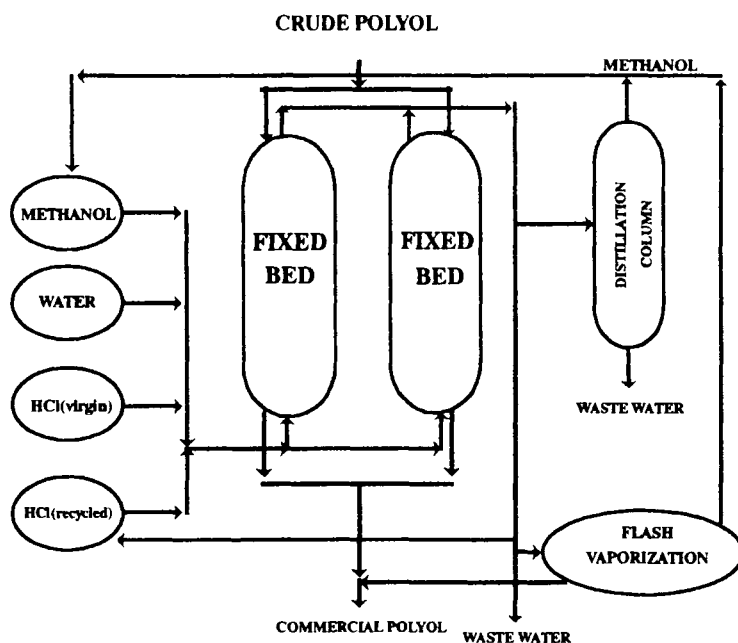 CRUDE POLYOL
METHANOL
METHANOL
WATER
HCl(virgin)
HCl(recycled)
FIXED
BED
FIXED
BED
DISTILLATION
COLUMN
WASTE WATER
FLASH
VAPORIZATION
COMMERCIAL POLYOL
WASTE WATER